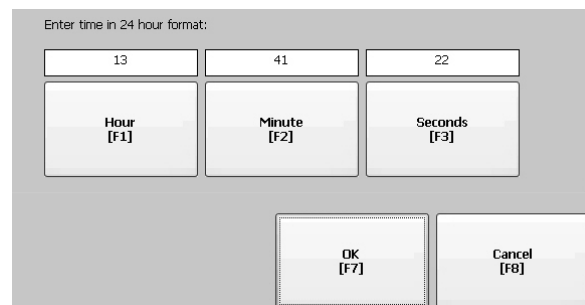 Enter time in 24 hour format:
13 41 22
Hour Minute Seconds
[F1] [F2] [F3]
OK Cancel
[F7] [F8]